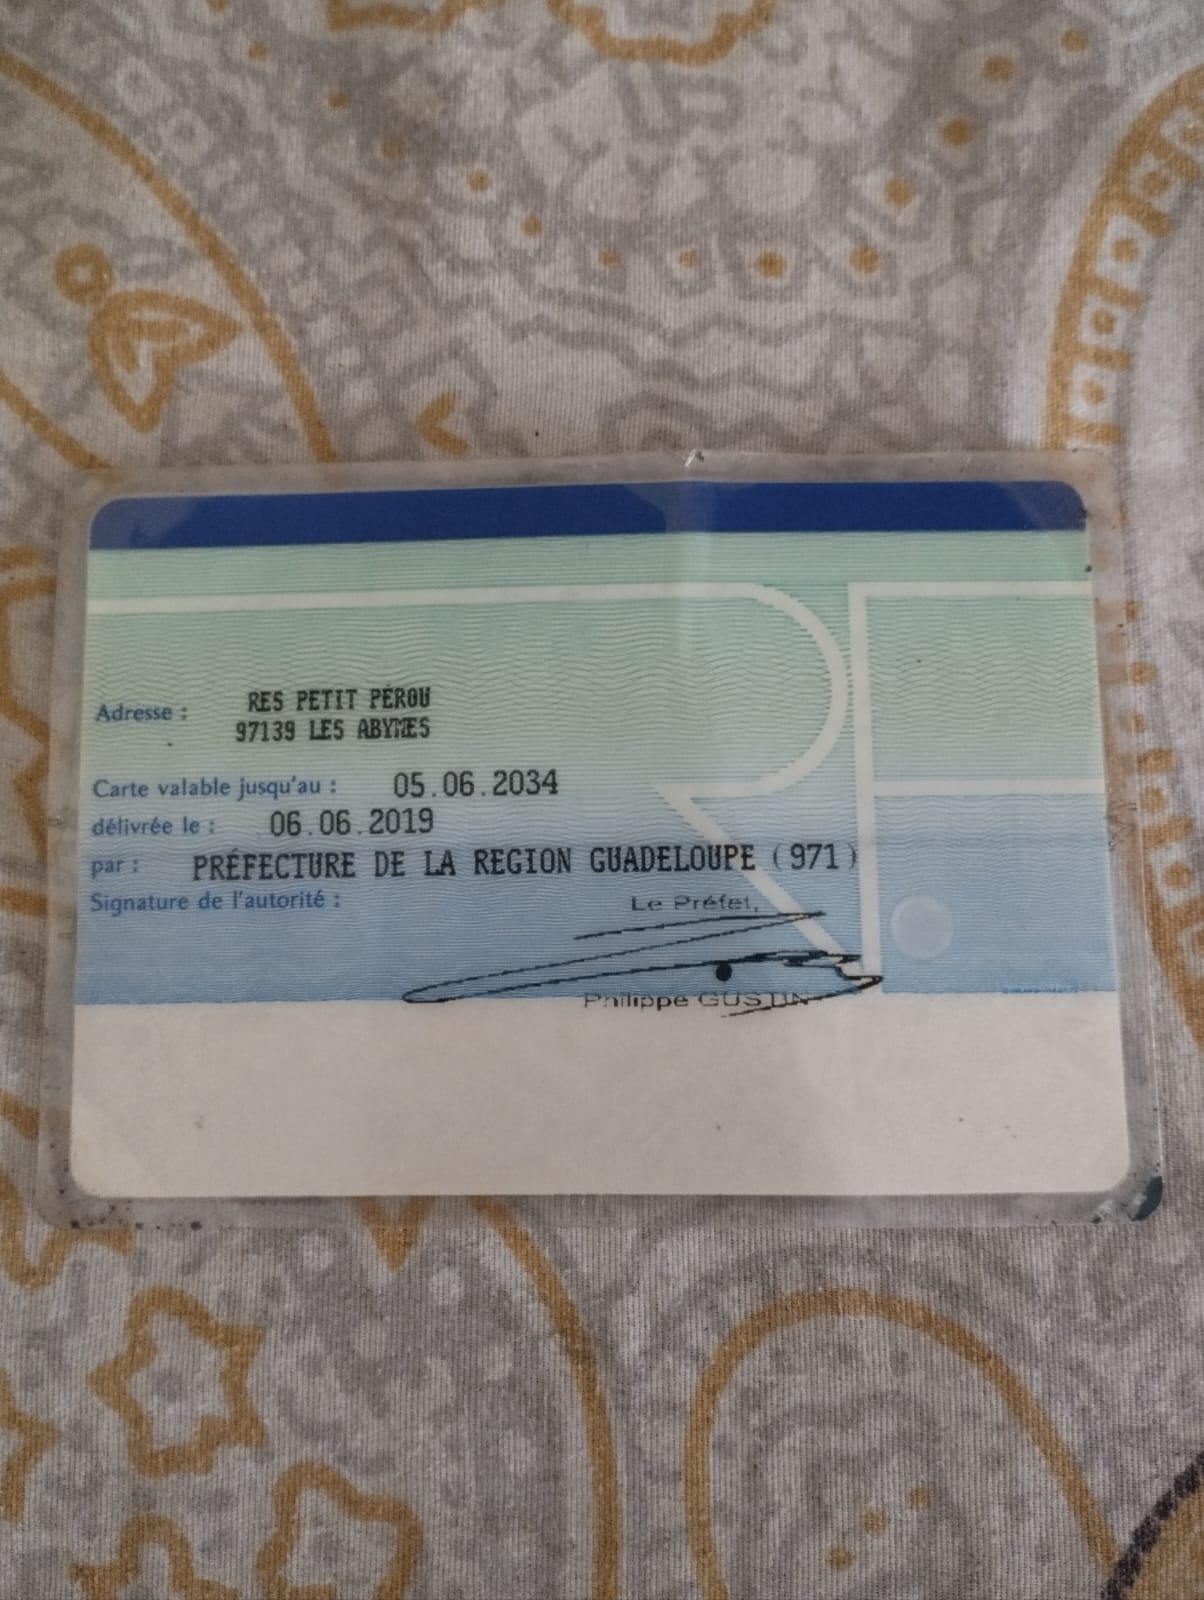 Adresse : RES PETIT PÉROU
97139 LES ABYMES
Carte valable jusqu'au : 05.06.2034
délivrée le : 06.06.2019
par : PRÉFECTURE DE LA REGION GUADELOUPE (971)
Signature de l'autorité :
Le Préfet,
Philippe GUSTIN
RF